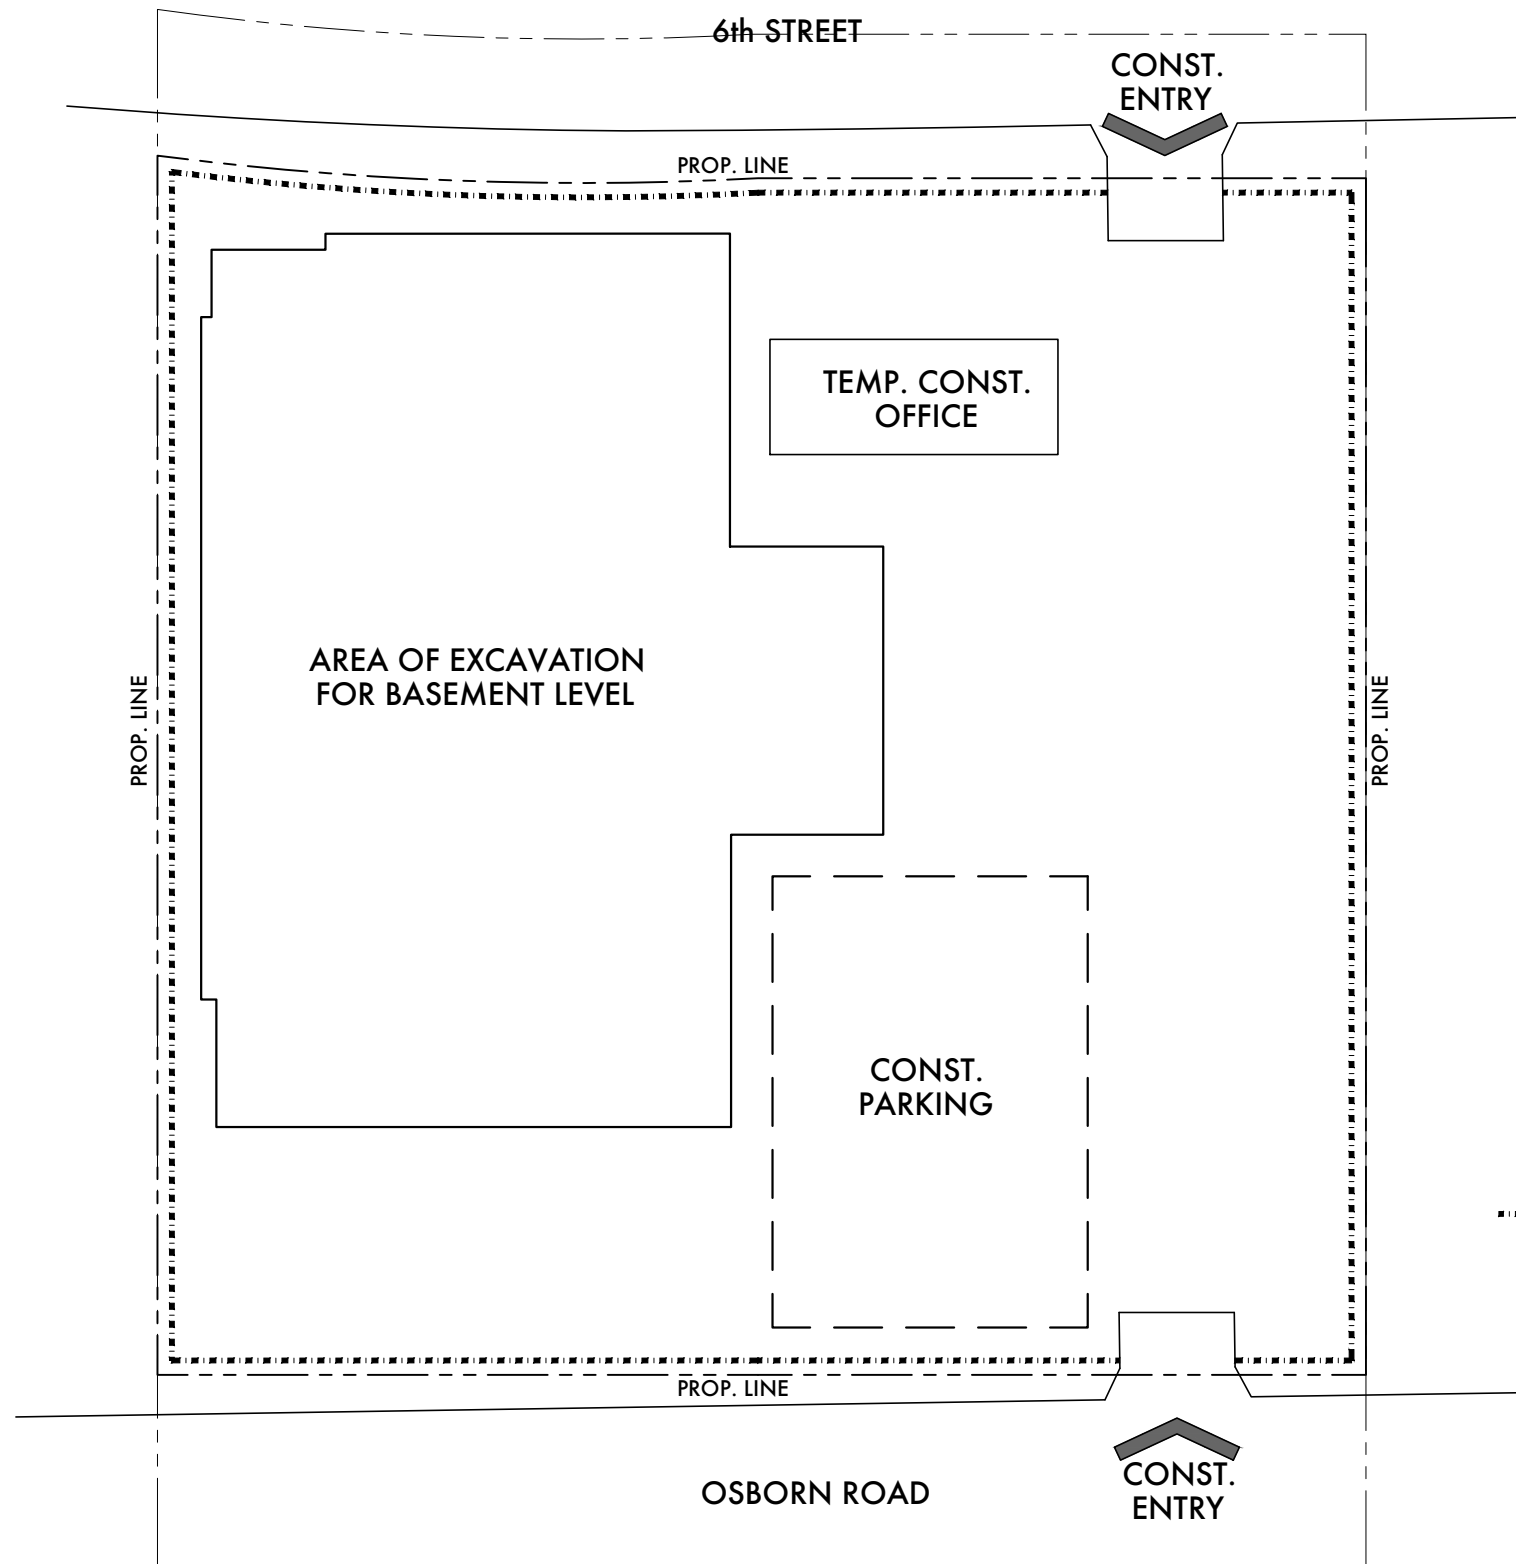 6th STREET
CONST.
ENTRY
PROP. LINE
TEMP. CONST.
OFFICE
AREA OF EXCAVATION
FOR BASEMENT LEVEL
PROP. LINE
PROP. LINE
CONST.
PARKING
PROP. LINE
OSBORN ROAD
CONST.
ENTRY